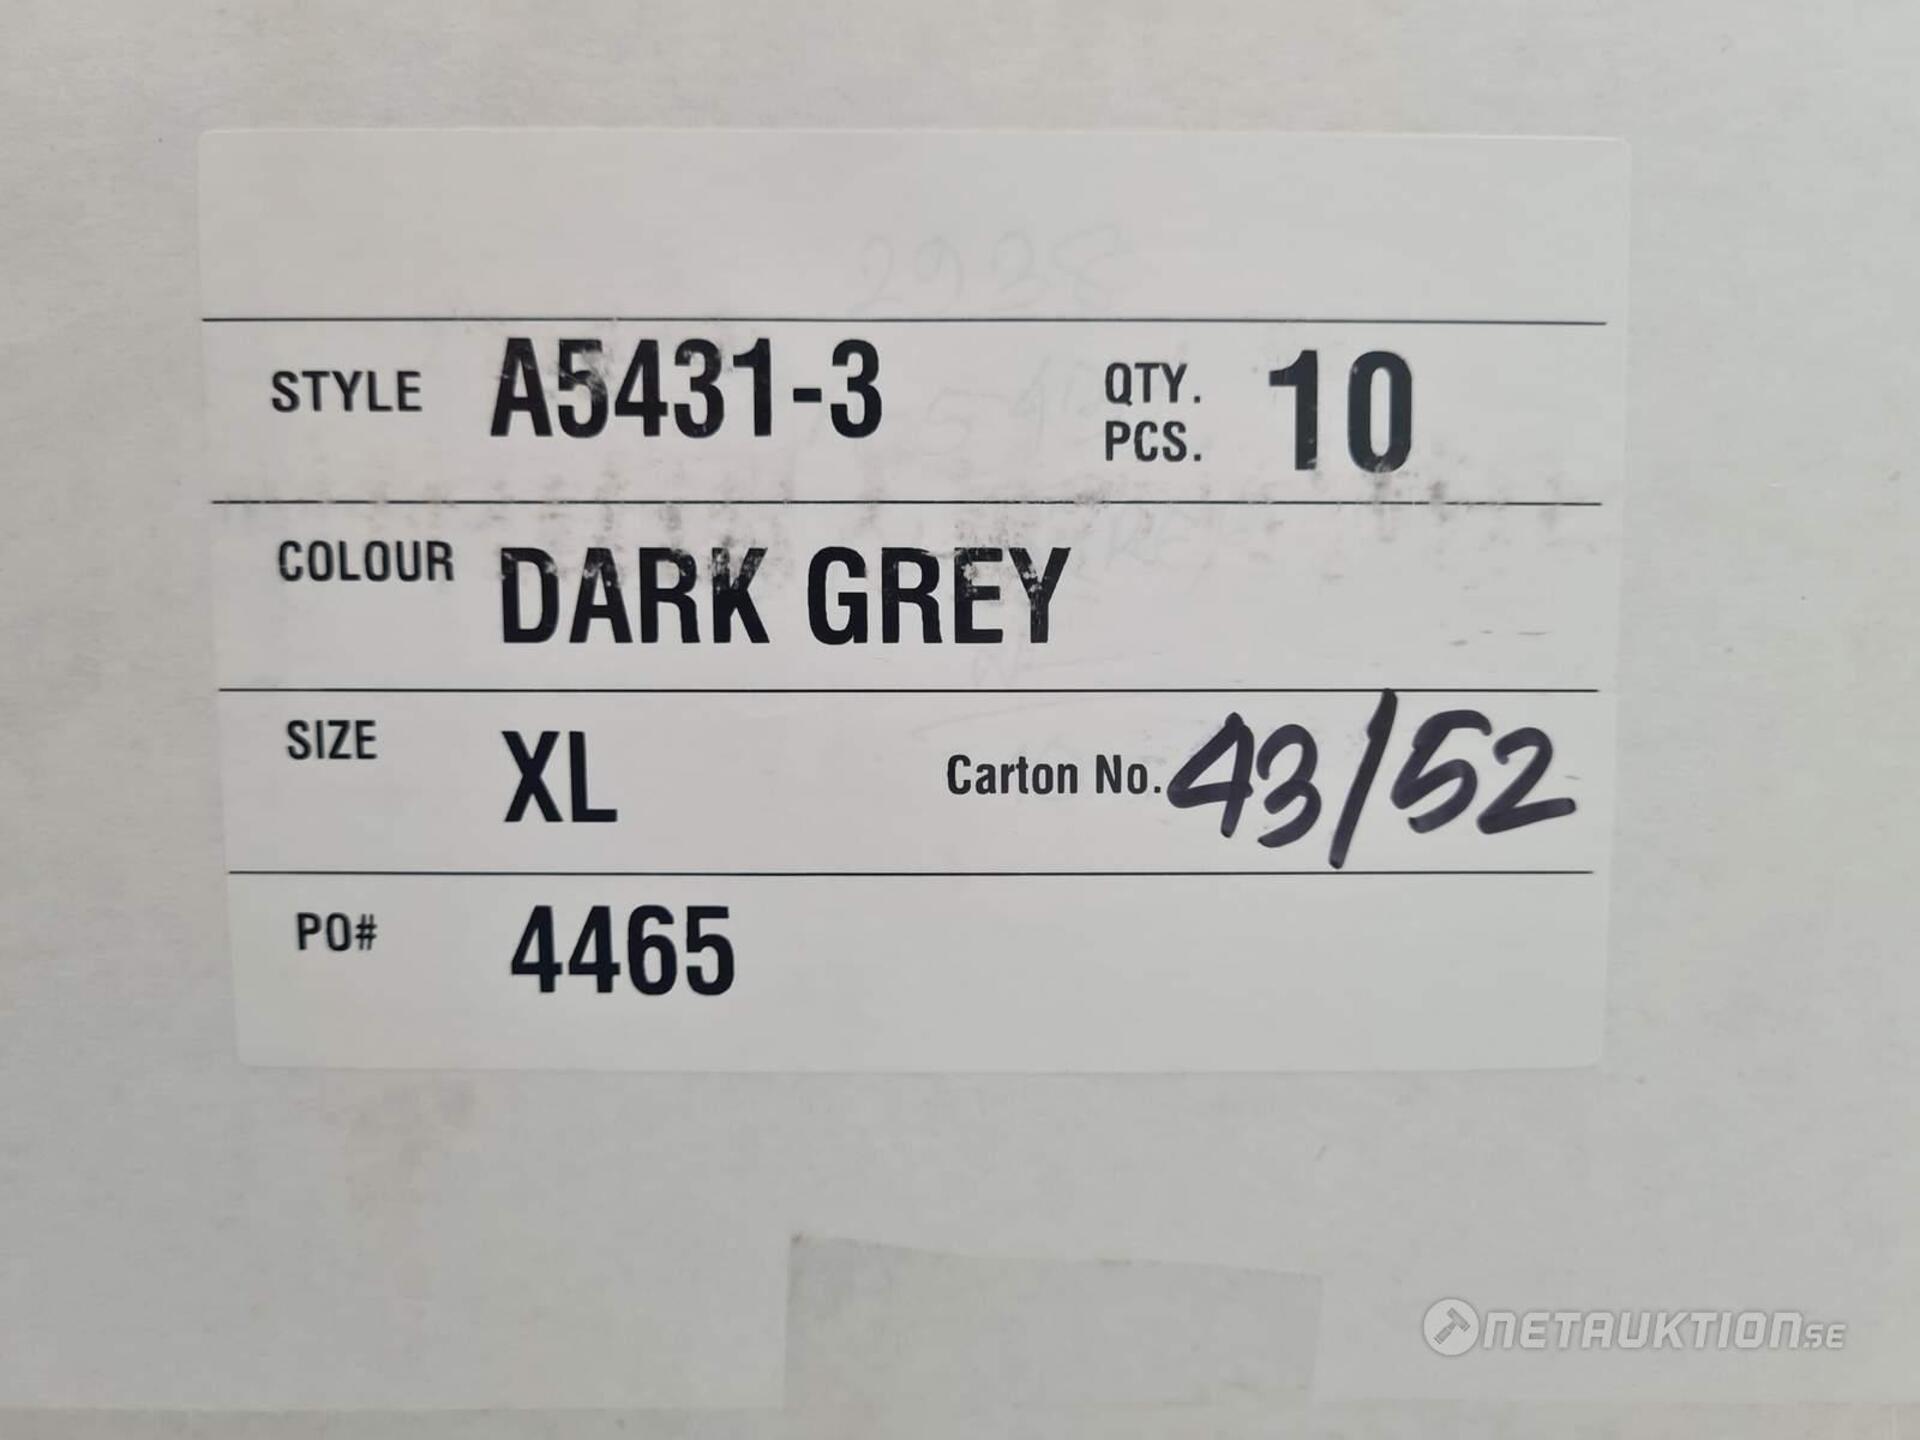 2938
STYLE A5431-3 QTY. PCS. 10
COLOUR DARK GREY
SIZE XL Carton No. 43/52
PO# 4465
NETAUKTION.SE